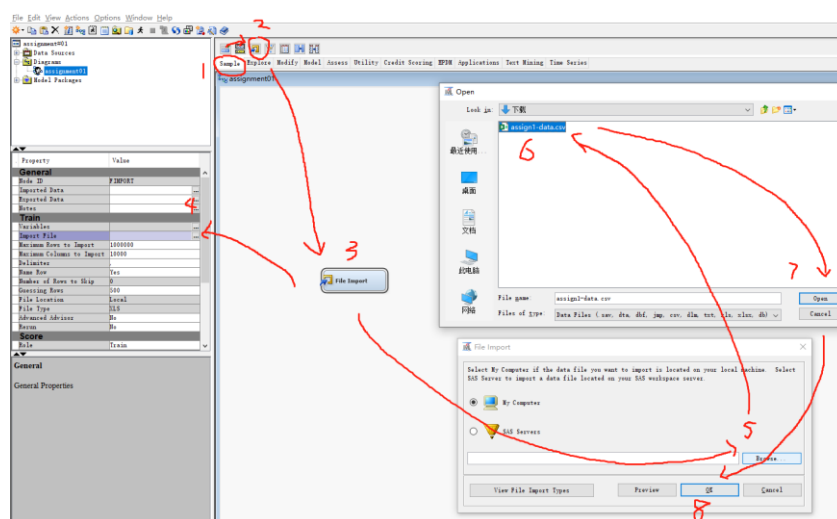 File Edit View Actions Options Window Help
assignment#01
Data Sources
Diagrams
assignment01
Model Packages
1
2
Sample Explore Modify Model Assess Utility Credit Scoring HPDM Applications Text Mining Time Series
assignment01
Property Value
General
Node ID FIMPORT
Imported Data
Exported Data
Notes
4
Train
Variables
Import File
Maximum Rows to Import 1000000
Maximum Columns to Import 10000
Delimiter ,
Name Row Yes
Number of Rows to Skip 0
Guessing Rows 500
File Location Local
File Type XLS
Advanced Advisor No
Rerun No
Score
Role Train
General
General Properties
3
File Import
Open
Look in: 下载
assign1-data.csv
6
最近使用...
桌面
文档
此电脑
网络
7
File name: assign1-data.csv
Open
Files of type: Data Files (sav, dta, dbf, jmp, csv, dlm, txt, xls, xlsx, db)
Cancel
File Import
Select My Computer if the data file you want to import is located on your local machine. Select
SAS Server to import a data file located on your SAS workspace server.
My Computer
SAS Servers
5
Browse...
View File Import Types Preview OK Cancel
8